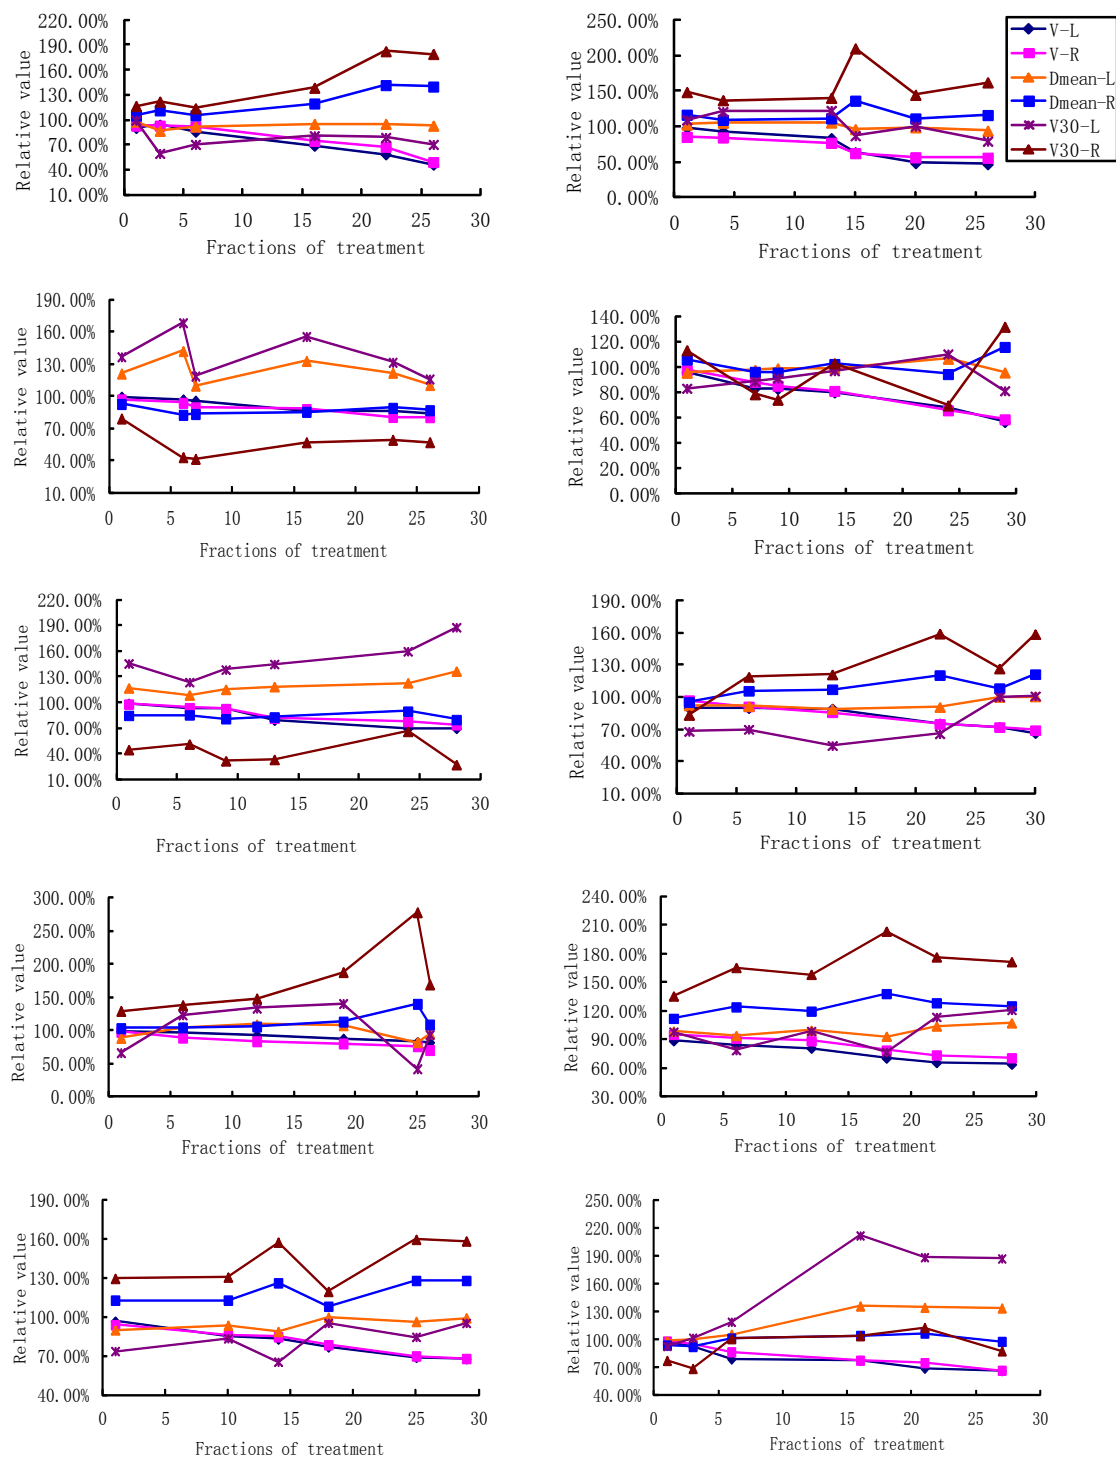 220.00%
190.00%
160.00%
130.00%
100.00%
70.00%
40.00%
10.00%
Relative value
0 5 10 15 20 25 30
Fractions of treatment
250.00%
200.00%
150.00%
100.00%
50.00%
0.00%
Relative value
0 5 10 15 20 25 30
Fractions of treatment
V-L
V-R
Dmean-L
Dmean-R
V30-L
V30-R
190.00%
160.00%
130.00%
100.00%
70.00%
40.00%
10.00%
Relative value
0 5 10 15 20 25 30
Fractions of treatment
140.00%
120.00%
100.00%
80.00%
60.00%
40.00%
20.00%
0.00%
Relative value
0 5 10 15 20 25 30
Fractions of treatment
220.00%
190.00%
160.00%
130.00%
100.00%
70.00%
40.00%
10.00%
Relative value
0 5 10 15 20 25 30
Fractions of treatment
190.00%
160.00%
130.00%
100.00%
70.00%
40.00%
10.00%
Relative value
0 5 10 15 20 25 30
Fractions of treatment
300.00%
250.00%
200.00%
150.00%
100.00%
50.00%
0.00%
Relative value
0 5 10 15 20 25 30
Fractions of treatment
240.00%
210.00%
180.00%
150.00%
120.00%
90.00%
60.00%
30.00%
Relative value
0 5 10 15 20 25 30
Fractions of treatment
190.00%
160.00%
130.00%
100.00%
70.00%
40.00%
Relative value
0 5 10 15 20 25 30
Fractions of treatment
250.00%
220.00%
190.00%
160.00%
130.00%
100.00%
70.00%
40.00%
Relative value
0 5 10 15 20 25 30
Fractions of treatment